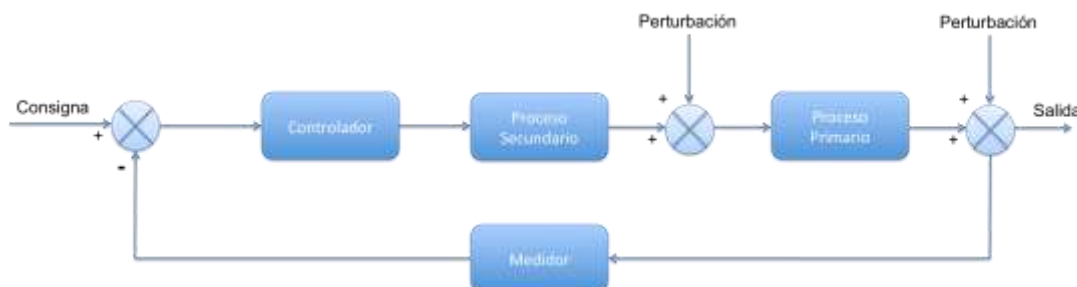 Perturbación
Perturbación
Consigna
+
-
Controlador
Proceso
Secundario
+
+
Proceso
Primario
+
+
Salida
Medidor